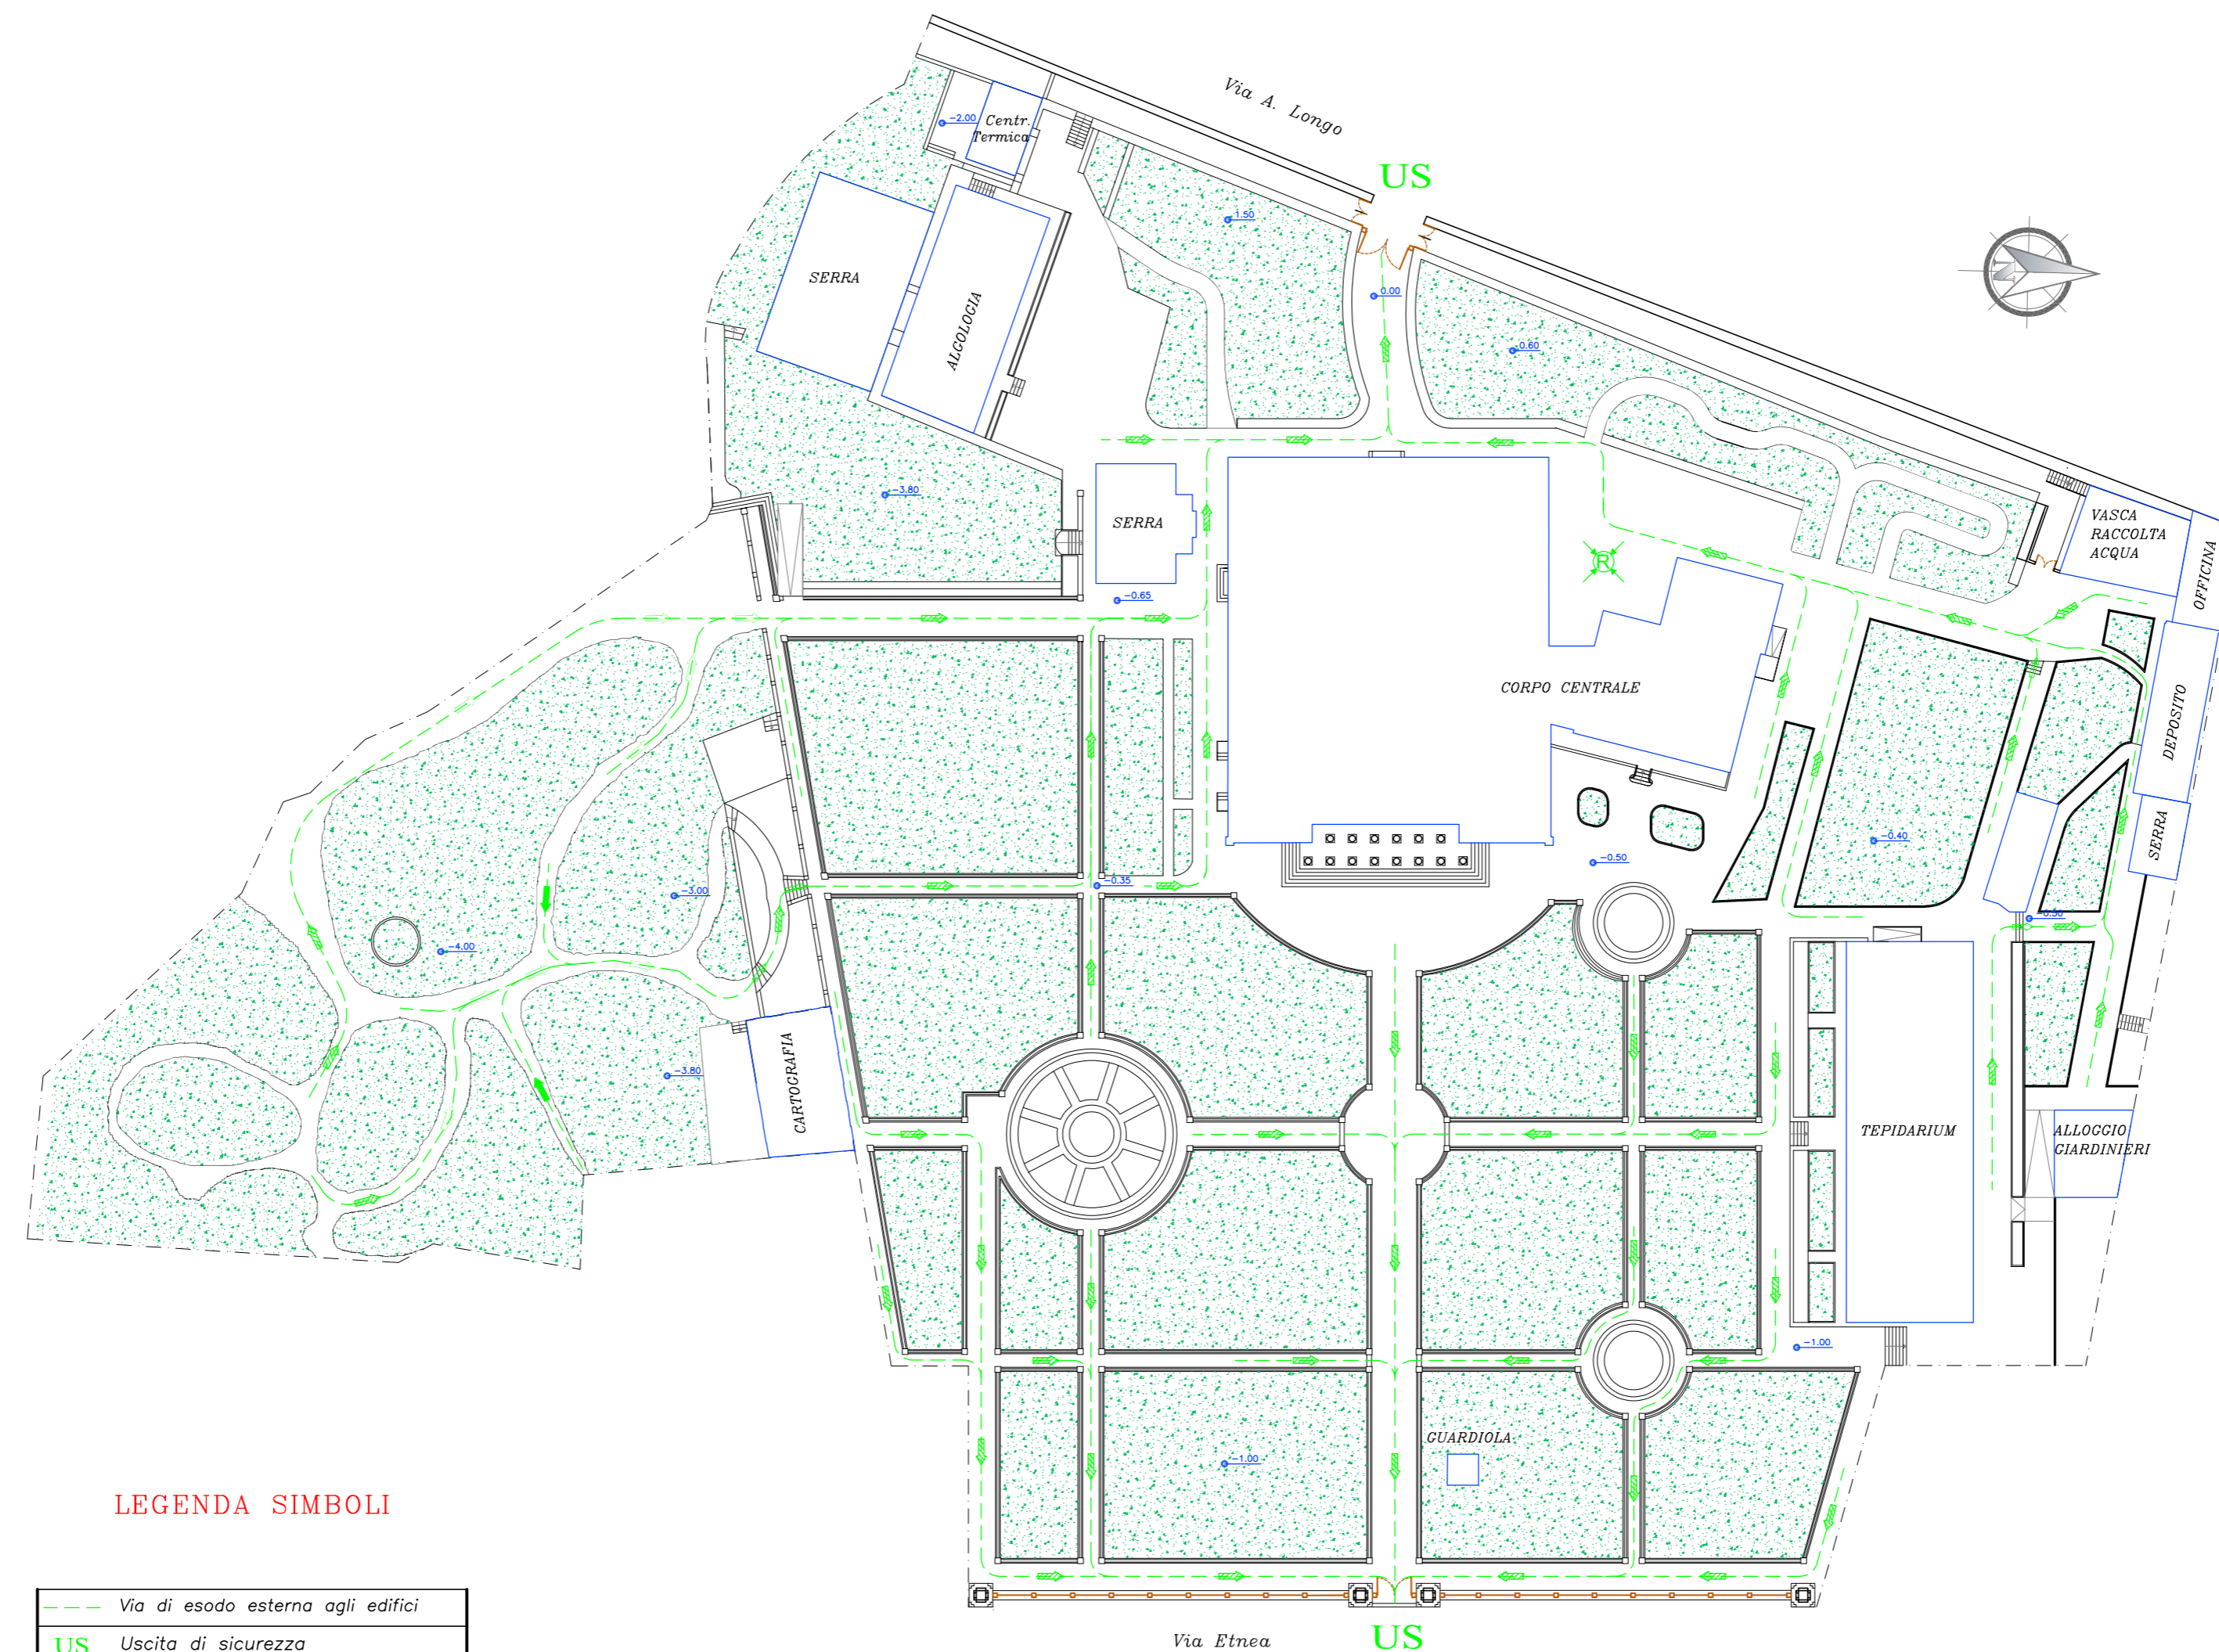 Via A. Longo
US
-2.00
Centr.
Termica
1.50
SERRA
ALGOLOGIA
0.00
-0.60
N
-3.80
SERRA
-0.65
R
VASCA
RACCOLTA
ACQUA
OFFICINA
CORPO CENTRALE
DEPOSITO
SERRA
-0.40
-0.50
-0.35
-3.00
-4.00
-0.50
-3.80
CARTOGRAFIA
TEPIDARIUM
ALLOGGIO
GIARDINIERI
-1.00
GUARDIOLA
-1.00
LEGENDA SIMBOLI
Via di esodo esterna agli edifici
US Uscita di sicurezza
Via Etnea
US